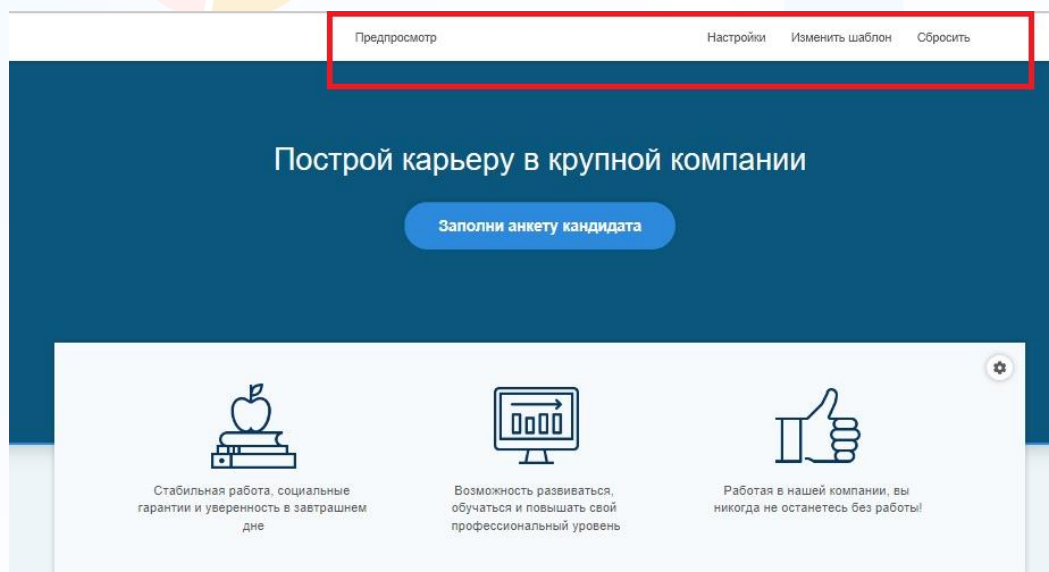 Предпросмотр Настройки Изменить шаблон Сбросить
Построй карьеру в крупной компании
Заполни анкету кандидата
Стабильная работа, социальные
гарантии и уверенность в завтрашнем
дне
Возможность развиваться,
обучаться и повышать свой
профессиональный уровень
Работая в нашей компании, вы
никогда не останетесь без работы!